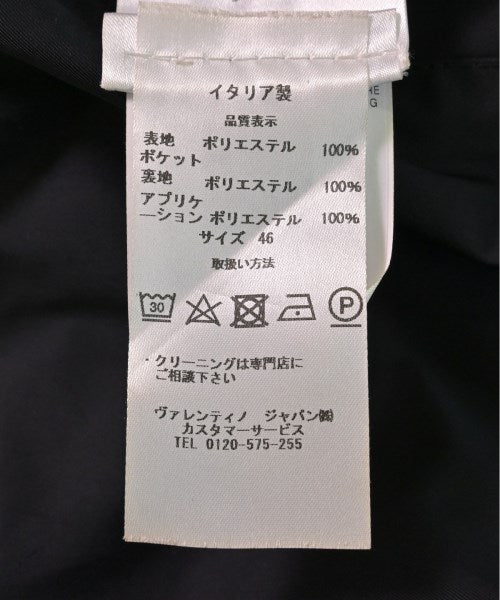 イタリア製
品質表示
表地 ポリエステル 100%
ポケット
裏地 ポリエステル 100%
アプリケ
―ション ポリエステル 100%
サイズ 46
取扱い方法
30 P
・クリーニングは専門店に
ご相談下さい
ヴァレンティノ ジャパン㈱
カスタマーサービス
TEL 0120-575-255
HE
G